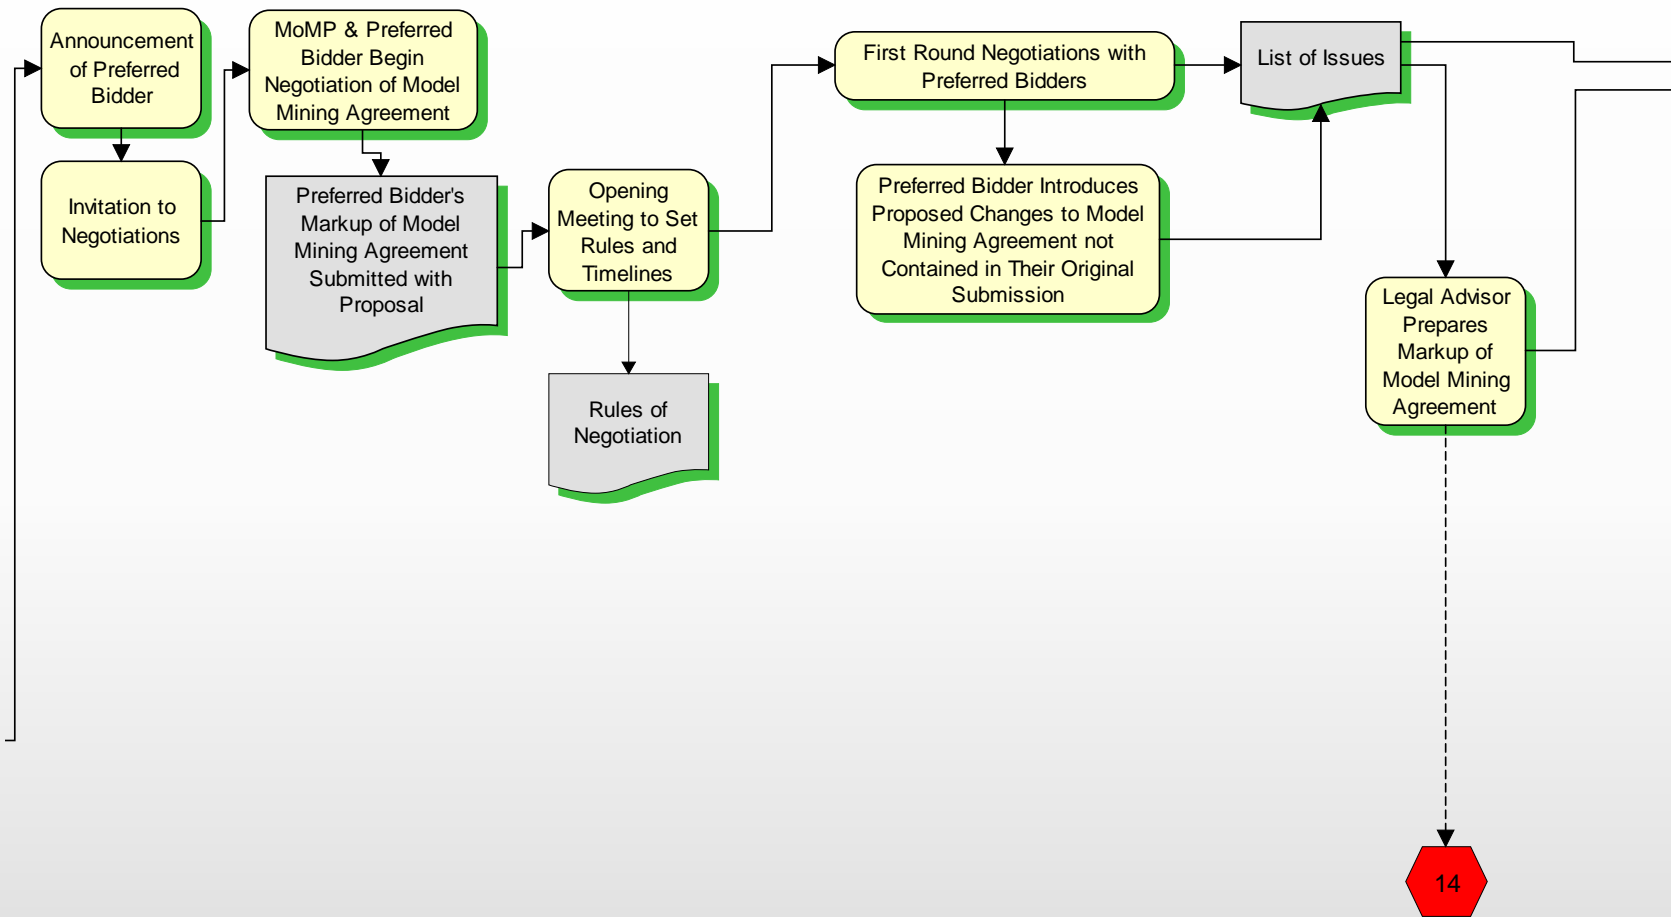 Announcement
of Preferred
Bidder
Invitation to
Negotiations
MoMP & Preferred
Bidder Begin
Negotiation of Model
Mining Agreement
Preferred Bidder's
Markup of Model
Mining Agreement
Submitted with
Proposal
Opening
Meeting to Set
Rules and
Timelines
Rules of
Negotiation
First Round Negotiations with
Preferred Bidders
Preferred Bidder Introduces
Proposed Changes to Model
Mining Agreement not
Contained in Their Original
Submission
List of Issues
Legal Advisor
Prepares
Markup of
Model Mining
Agreement
14